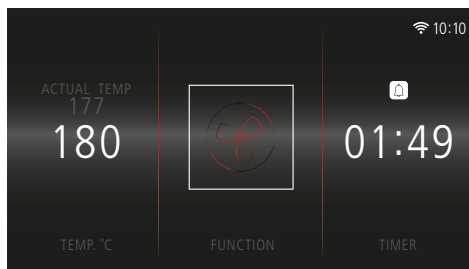 10:10
ACTUAL TEMP
177
180
01:49
TEMP. °C
FUNCTION
TIMER